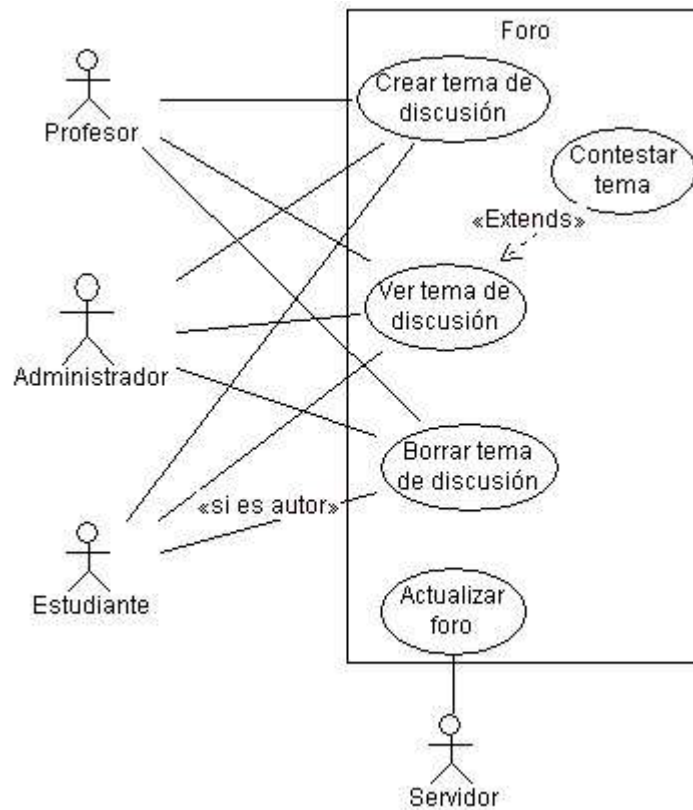 Foro
Crear tema de
discusión
Profesor
Contestar
tema
«Extends»
Ver tema de
discusión
Administrador
Borrar tema
de discusión
«si es autor»
Estudiante
Actualizar
foro
Servidor